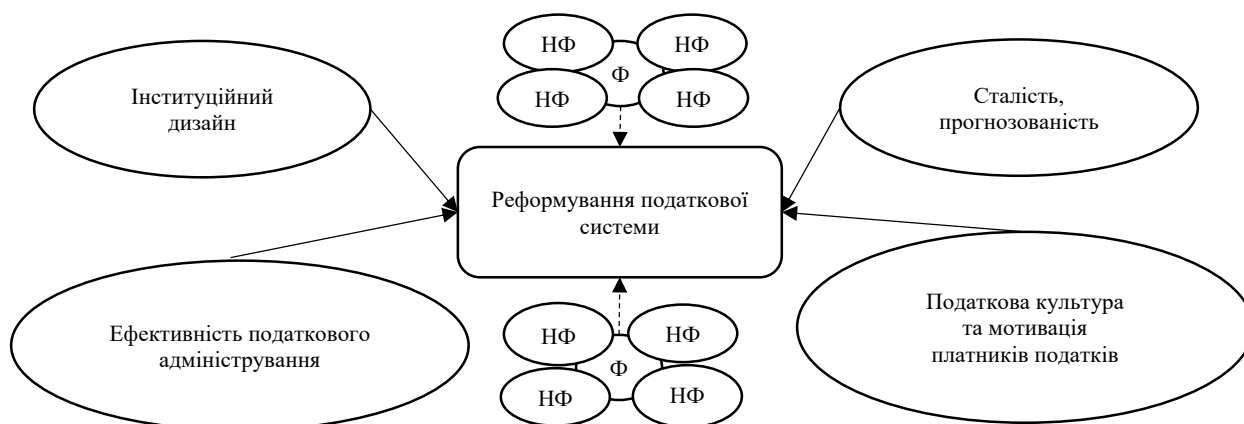 НФ НФ
Ф
НФ НФ
Інституційний
дизайн
Сталість,
прогнозованість
Реформування податкової
системи
Ефективність податкового
адміністрування
Податкова культура
та мотивація
платників податків
НФ НФ
Ф
НФ НФ